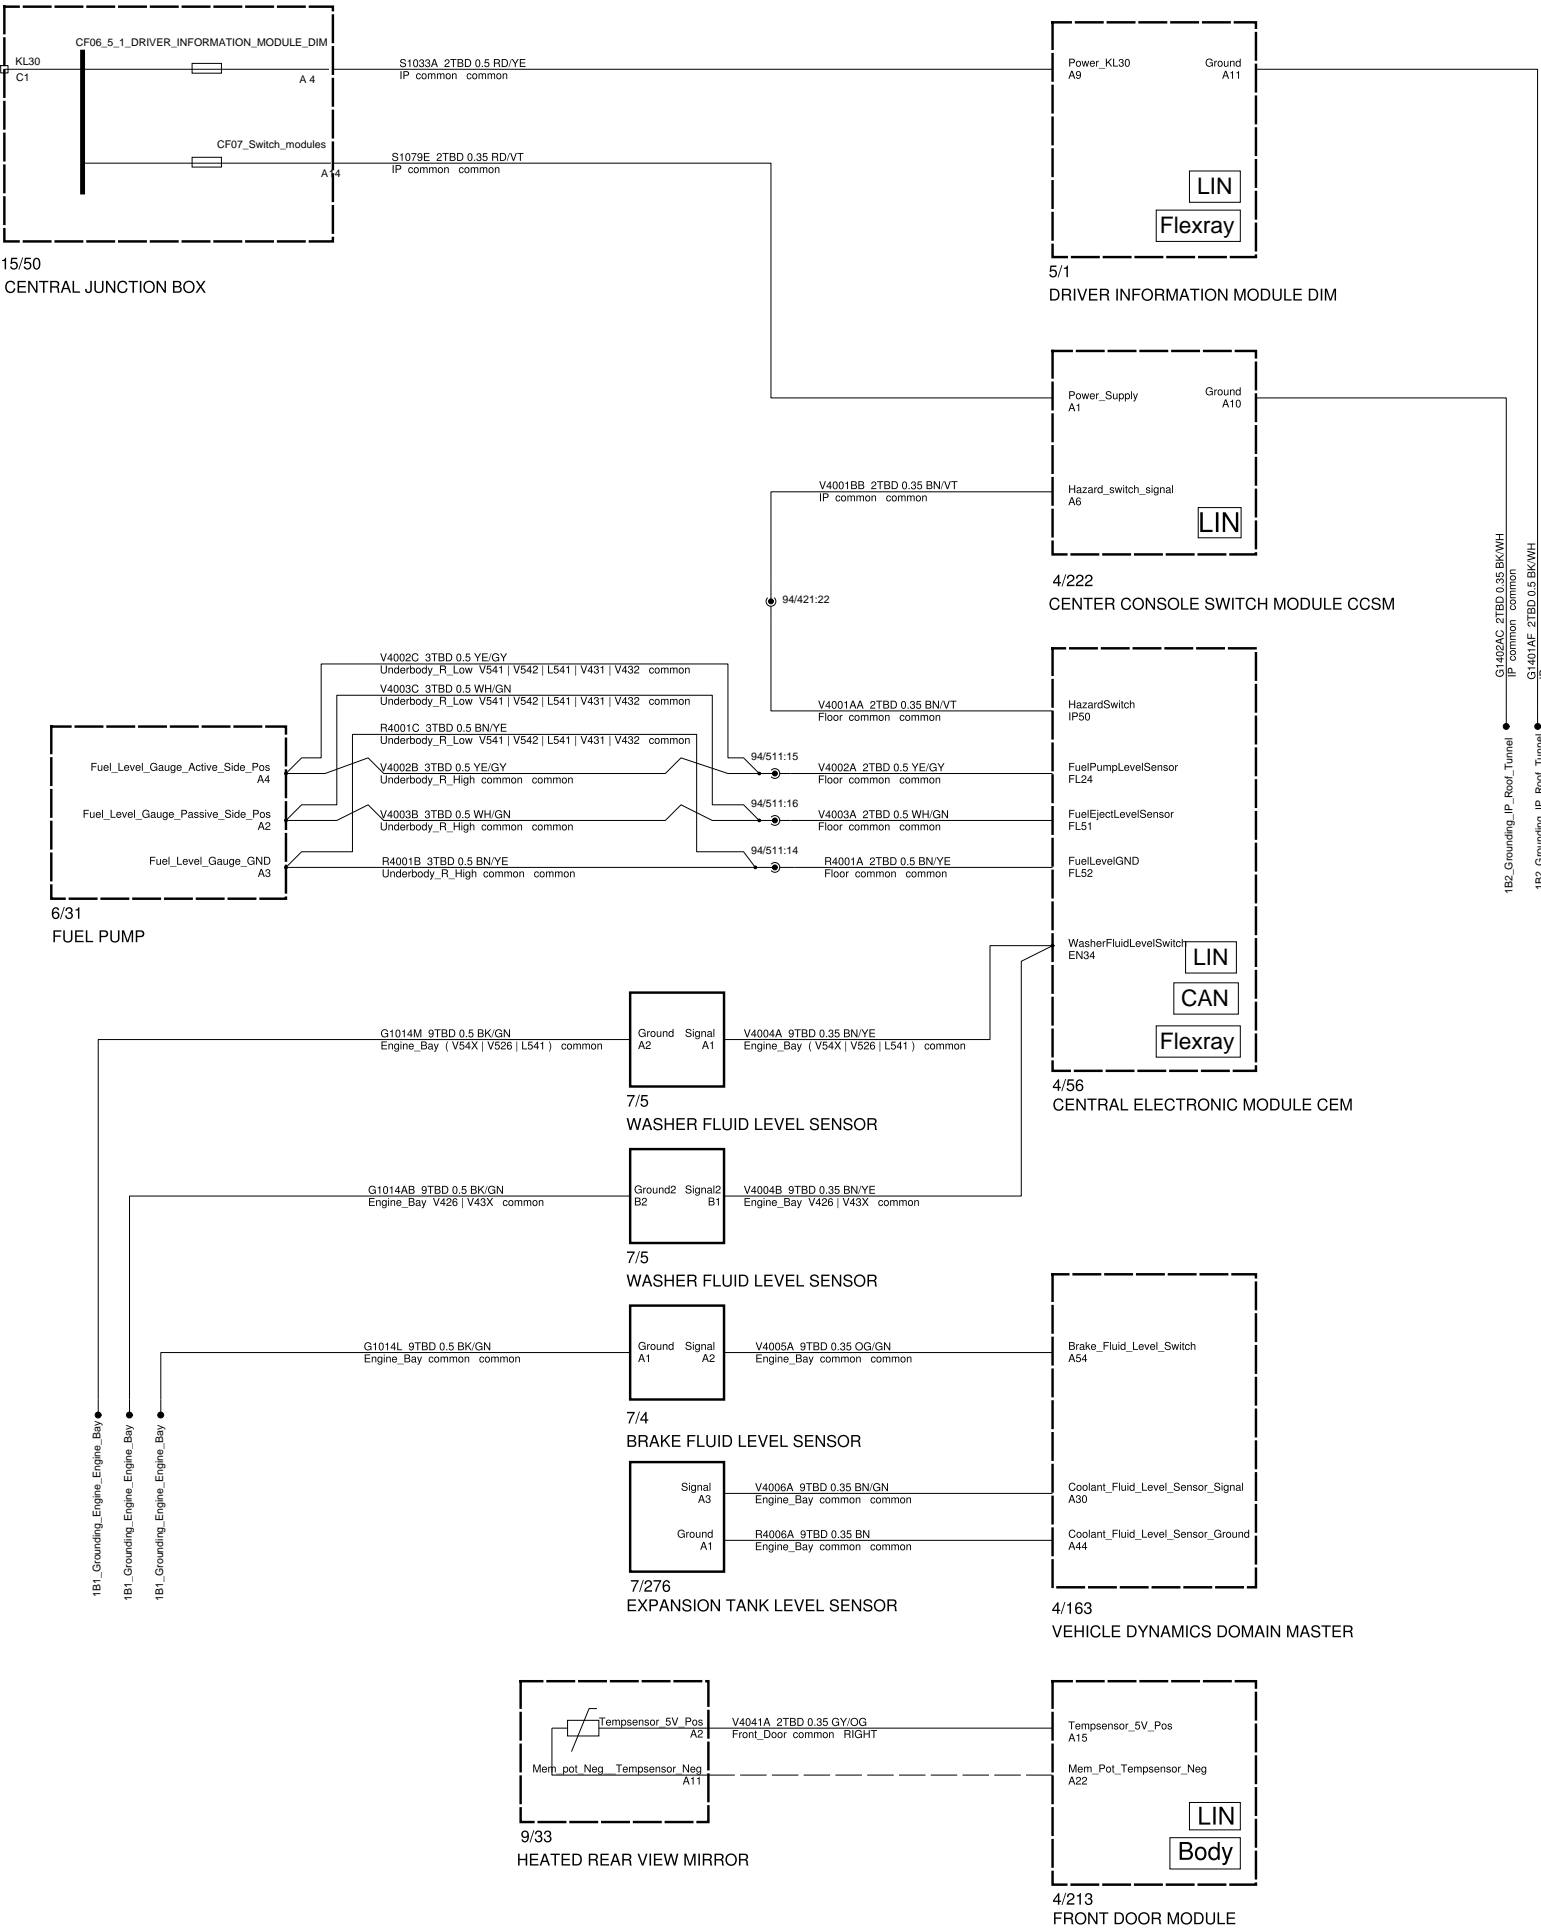 CF06_5_1_DRIVER_INFORMATION_MODULE_DIM
KL30
C1
A 4
CF07_Switch_modules
A14
15/50
CENTRAL JUNCTION BOX
S1033A 2TBD 0.5 RD/YE
IP common common
S1079E 2TBD 0.35 RD/VT
IP common common
Power_KL30
A9
Ground
A11
LIN
Flexray
5/1
DRIVER INFORMATION MODULE DIM
Power_Supply
A1
Ground
A10
Hazard_switch_signal
A6
LIN
4/222
CENTER CONSOLE SWITCH MODULE CCSM
V4001BB 2TBD 0.35 BN/VT
IP common common
94/421:22
G1402AC 2TBD 0.35 BK/WH
IP common common
G1401AF 2TBD 0.5 BK/WH
1B2_Grounding_IP_Roof_Tunnel
1B2_Grounding_IP_Roof_Tunnel
V4002C 3TBD 0.5 YE/GY
Underbody_R_Low V541 | V542 | L541 | V431 | V432 common
V4003C 3TBD 0.5 WH/GN
Underbody_R_Low V541 | V542 | L541 | V431 | V432 common
R4001C 3TBD 0.5 BN/YE
Underbody_R_Low V541 | V542 | L541 | V431 | V432 common
V4002B 3TBD 0.5 YE/GY
Underbody_R_High common common
V4003B 3TBD 0.5 WH/GN
Underbody_R_High common common
R4001B 3TBD 0.5 BN/YE
Underbody_R_High common common
Fuel_Level_Gauge_Active_Side_Pos
A4
Fuel_Level_Gauge_Passive_Side_Pos
A2
Fuel_Level_Gauge_GND
A3
6/31
FUEL PUMP
94/511:15
94/511:16
94/511:14
V4001AA 2TBD 0.35 BN/VT
Floor common common
V4002A 2TBD 0.5 YE/GY
Floor common common
V4003A 2TBD 0.5 WH/GN
Floor common common
R4001A 2TBD 0.5 BN/YE
Floor common common
HazardSwitch
IP50
FuelPumpLevelSensor
FL24
FuelEjectLevelSensor
FL51
FuelLevelGND
FL52
WasherFluidLevelSwitch
EN34
LIN
CAN
Flexray
4/56
CENTRAL ELECTRONIC MODULE CEM
G1014M 9TBD 0.5 BK/GN
Engine_Bay ( V54X | V526 | L541 ) common
Ground
A2
Signal
A1
V4004A 9TBD 0.35 BN/YE
Engine_Bay ( V54X | V526 | L541 ) common
7/5
WASHER FLUID LEVEL SENSOR
G1014AB 9TBD 0.5 BK/GN
Engine_Bay V426 | V43X common
Ground2
B2
Signal2
B1
V4004B 9TBD 0.35 BN/YE
Engine_Bay V426 | V43X common
7/5
WASHER FLUID LEVEL SENSOR
G1014L 9TBD 0.5 BK/GN
Engine_Bay common common
Ground
A1
Signal
A2
V4005A 9TBD 0.35 OG/GN
Engine_Bay common common
7/4
BRAKE FLUID LEVEL SENSOR
1B1_Grounding_Engine_Engine_Bay
1B1_Grounding_Engine_Engine_Bay
1B1_Grounding_Engine_Engine_Bay
Signal
A3
Ground
A1
V4006A 9TBD 0.35 BN/GN
Engine_Bay common common
R4006A 9TBD 0.35 BN
Engine_Bay common common
7/276
EXPANSION TANK LEVEL SENSOR
Brake_Fluid_Level_Switch
A54
Coolant_Fluid_Level_Sensor_Signal
A30
Coolant_Fluid_Level_Sensor_Ground
A44
4/163
VEHICLE DYNAMICS DOMAIN MASTER
Tempsensor_5V_Pos
A2
Mem_pot_Neg__Tempsensor_Neg
A11
9/33
HEATED REAR VIEW MIRROR
V4041A 2TBD 0.35 GY/OG
Front_Door common RIGHT
Tempsensor_5V_Pos
A15
Mem_Pot_Tempsensor_Neg
A22
LIN
Body
4/213
FRONT DOOR MODULE